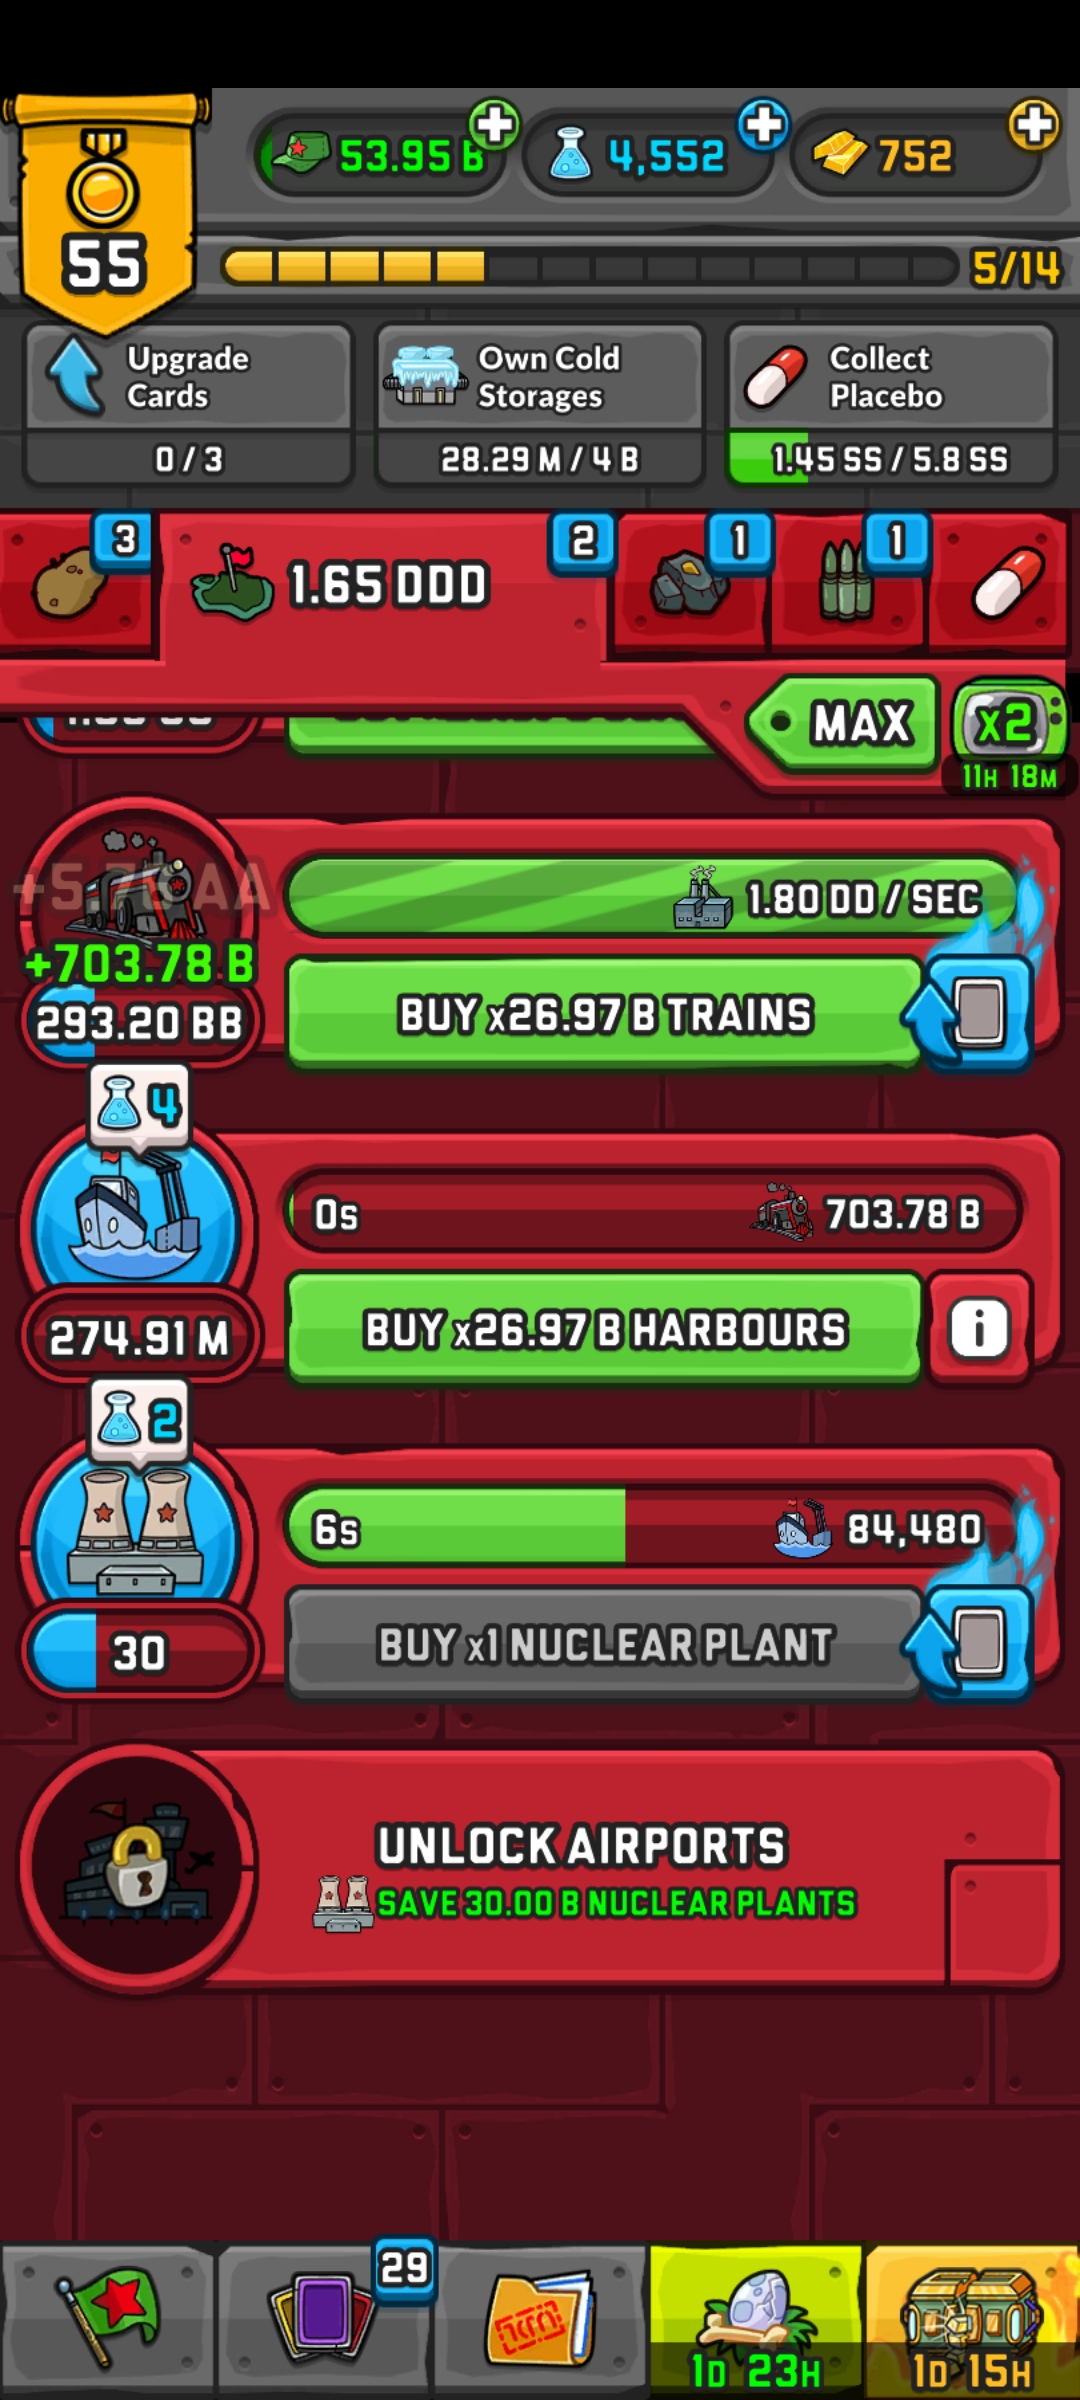 53.95 B
4,552
752
55
5/14
Upgrade
Cards
0 / 3
Own Cold
Storages
28.29 M / 4 B
Collect
Placebo
1.45 SS / 5.8 SS
3
1.65 DDD
2
1
1
MAX
x2
11H 18M
1.80 DD / SEC
+703.78 B
293.20 BB
BUY x26.97 B TRAINS
4
0s
703.78 B
274.91 M
BUY x26.97 B HARBOURS
i
2
6s
84,480
30
BUY x1 NUCLEAR PLANT
UNLOCK AIRPORTS
SAVE 30.00 B NUCLEAR PLANTS
29
1D 23H
1D 15H